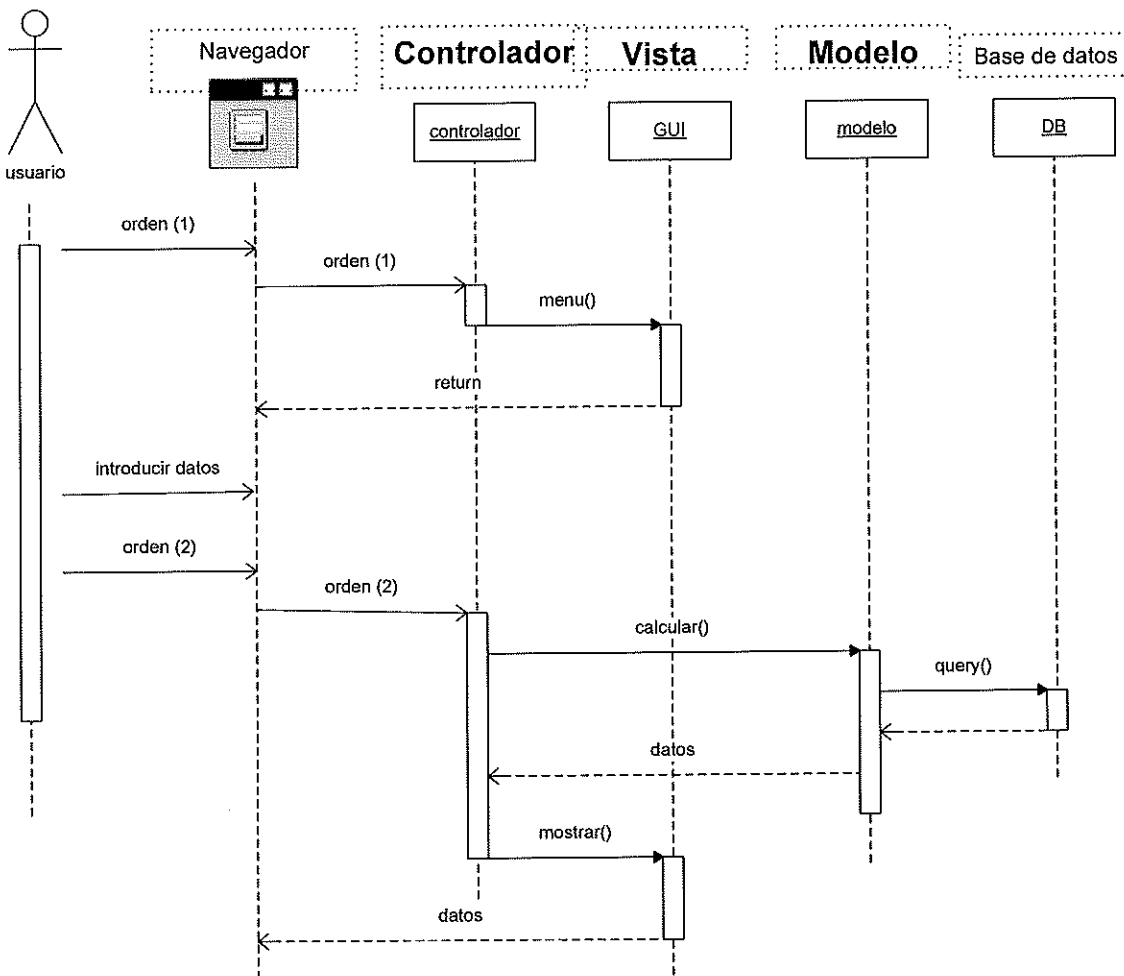 Navegador
Controlador
Vista
Modelo
Base de datos
controlador
GUI
modelo
DB
usuario
orden (1)
orden (1)
menu()
return
introducir datos
orden (2)
orden (2)
calcular()
query()
datos
mostrar()
datos